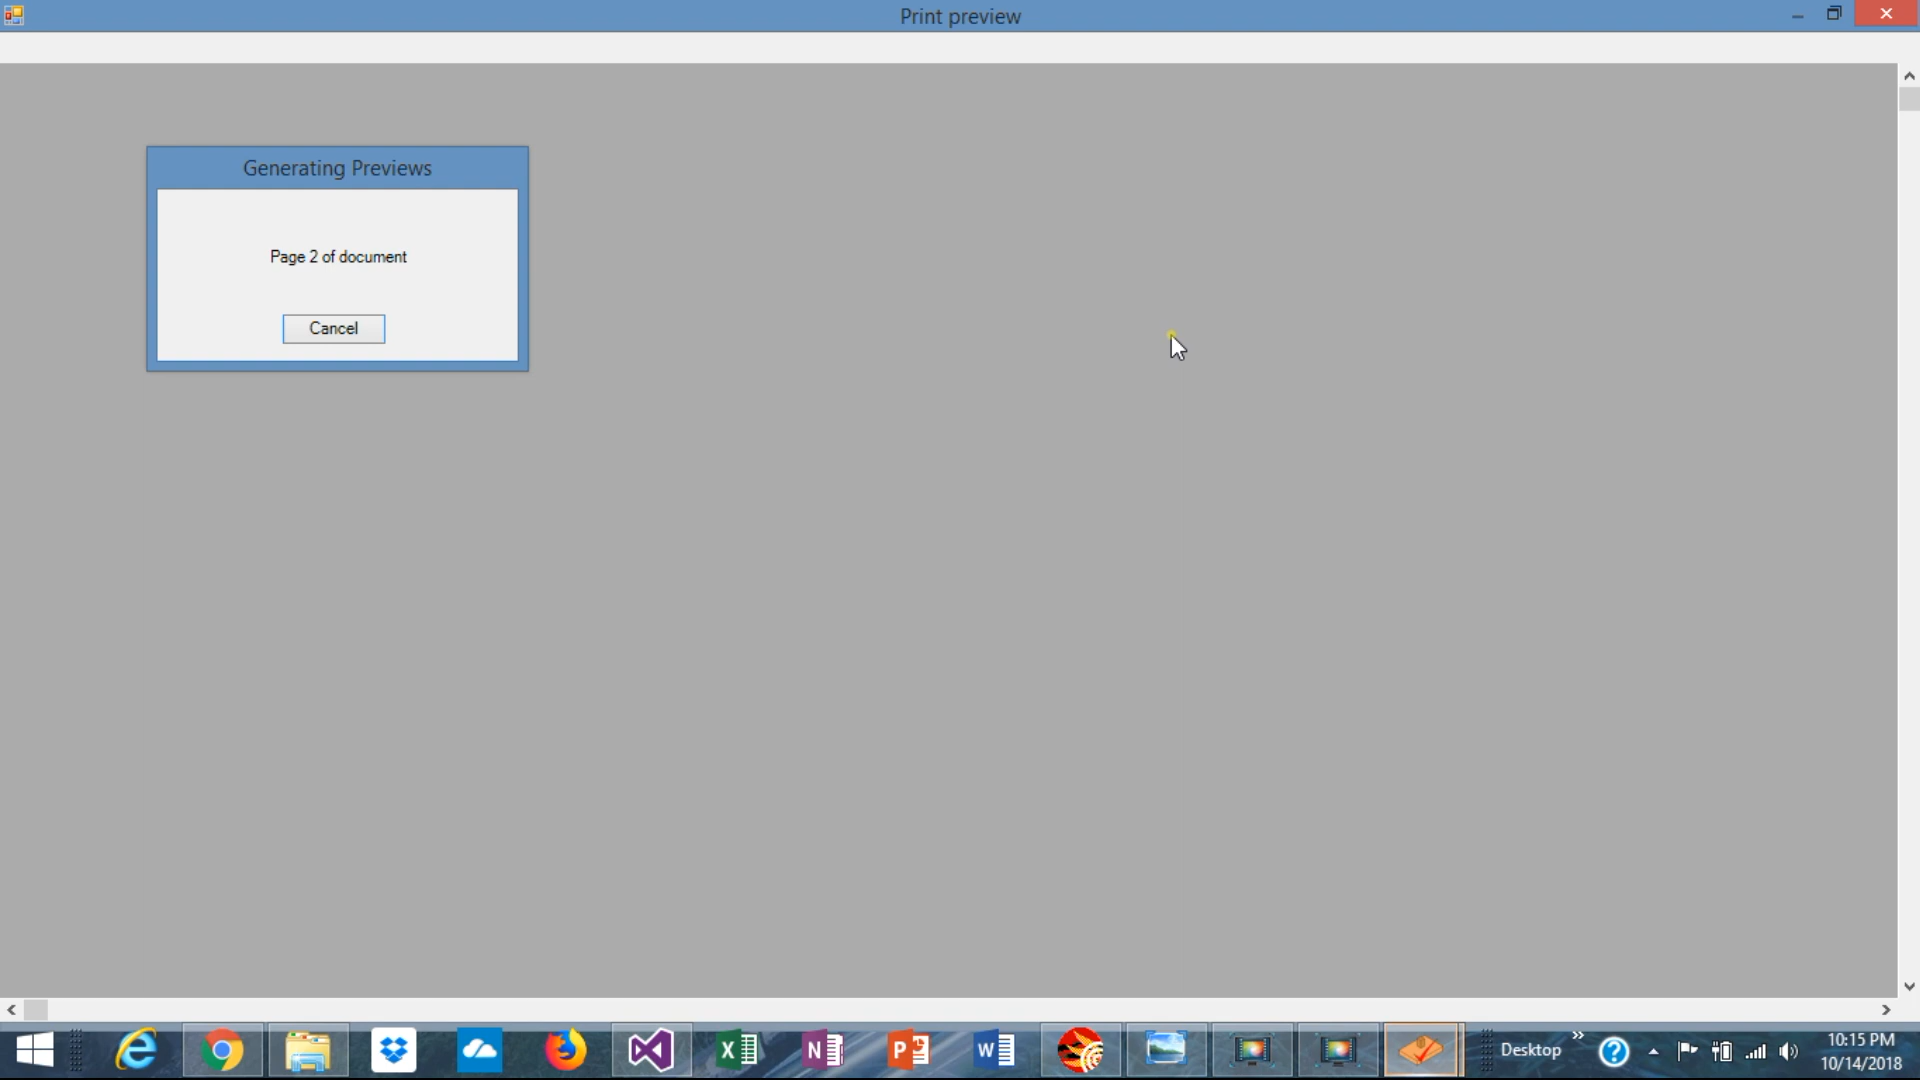 Print preview
Generating Previews
Page 2 of document
Cancel
Desktop
10:15 PM
10/14/2018